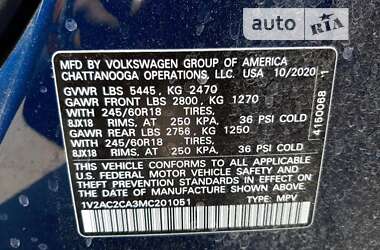 auto RIA
MFD BY VOLKSWAGEN GROUP OF AMERICA
CHATTANOOGA OPERATIONS, LLC. USA 10/2020
GVWR LBS 5445, KG 2470
GAWR FRONT LBS 2800, KG 1270
WITH 245/60R18 TIRES,
8JX18 RIMS, AT 250 KPA. 36 PSI COLD
GAWR REAR LBS 2756, KG 1250
WITH 245/60R18 TIRES,
8JX18 RIMS, AT 250 KPA. 36 PSI COLD
THIS VEHICLE CONFORMS TO ALL APPLICABLE
U.S. FEDERAL MOTOR VEHICLE SAFETY AND
THEFT PREVENTION STANDARDS IN EFFECT ON
THE DATE OF MANUFACTURE SHOWN ABOVE.
1V2AC2CA3MC201051 TYPE: MPV
4150068 1